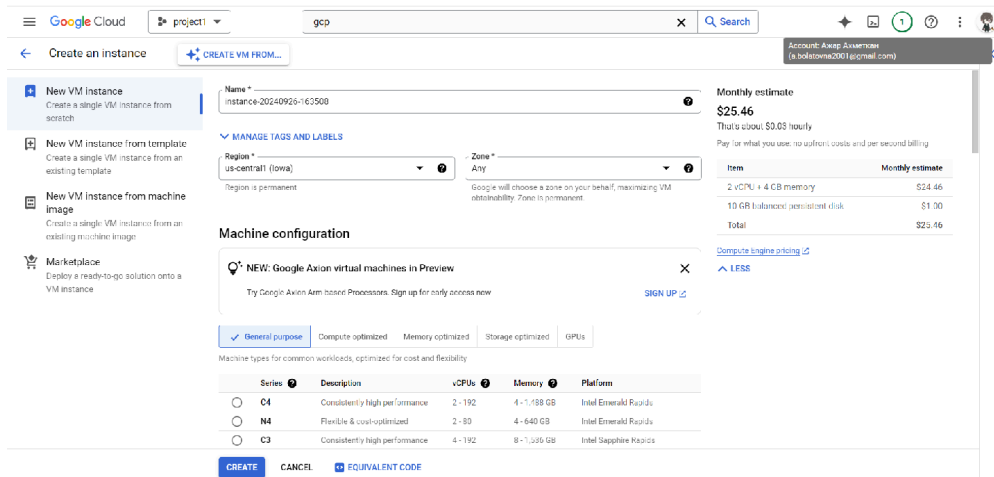 Google Cloud
project1
gcp
Search
1
Create an instance
CREATE VM FROM...
Account: Ажар Ахметкан
(a.bolatovna2001@gmail.com)
New VM instance
Create a single VM instance from
scratch
New VM instance from template
Create a single VM instance from an
existing template
New VM instance from machine
image
Create a single VM instance from an
existing machine image
Marketplace
Deploy a ready-to-go solution onto a
VM instance
Name *
instance-20240926-163508
MANAGE TAGS AND LABELS
Region *
us-central1 (Iowa)
Region is permanent
Zone *
Any
Google will choose a zone on your behalf, maximizing VM
obtainability. Zone is permanent
Machine configuration
NEW: Google Axion virtual machines in Preview
Try Google Axion Arm-based Processors. Sign up for early access now
SIGN UP
General purpose Compute optimized Memory optimized Storage optimized GPUs
Machine types for common workloads, optimized for cost and flexibility
Series Description vCPUs Memory Platform
C4 Consistently high performance 2 - 192 4 - 1,488 GB Intel Emerald Rapids
N4 Flexible & cost-optimized 2 - 80 4 - 640 GB Intel Emerald Rapids
C3 Consistently high performance 4 - 192 8 - 1,536 GB Intel Sapphire Rapids
CREATE CANCEL EQUIVALENT CODE
Monthly estimate
$25.46
That's about $0.03 hourly
Pay for what you use: no upfront costs and per second billing
Item Monthly estimate
2 vCPU + 4 GB memory $24.46
10 GB balanced persistent disk $1.00
Total $25.46
Compute Engine pricing
LESS